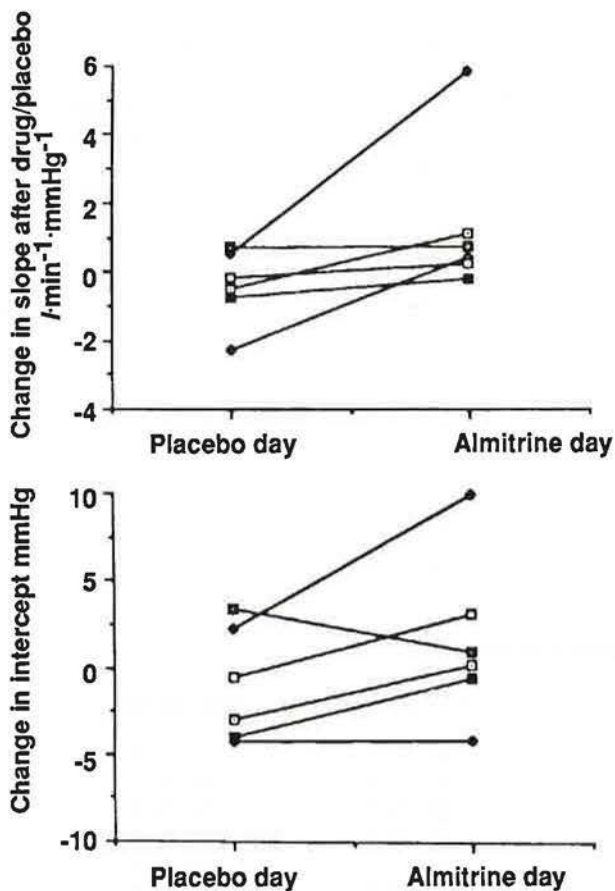 Change in slope after drug/placebo
l·min⁻¹·mmHg⁻¹
6
4
2
0
-2
-4
Placebo day
Almitrine day
Change in intercept mmHg
10
5
0
-5
-10
Placebo day
Almitrine day